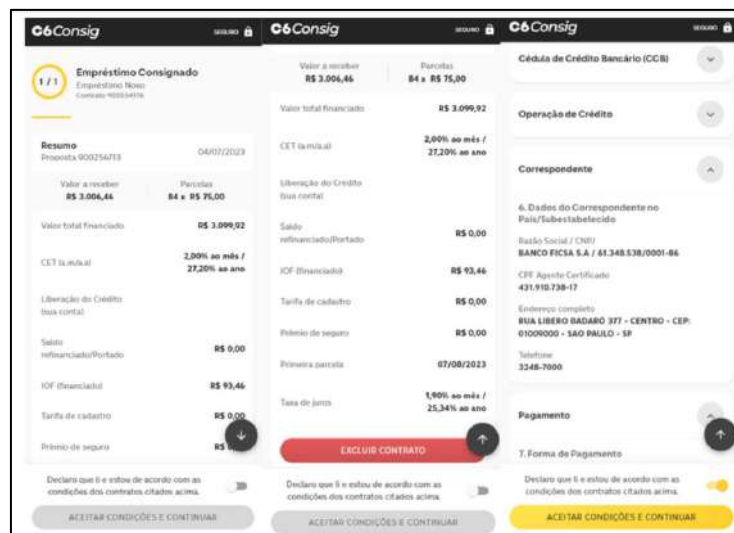 C6Consig
SEGURO
1/1
Empréstimo Consignado
Empréstimo Novo
Resumo
04/07/2023
Proposta 900254713
Valor a receber
Parcelas
R$ 3.006,46
84 x R$ 75,00
Valor total financiado
R$ 3.099,92
CET (a.m/a.a)
2,00% ao mês /
27,20% ao ano
Liberação do Crédito
(sua conta)
Saldo
refinanciado/Portado
R$ 0,00
IOF (financiado)
R$ 93,46
Tarifa de cadastro
R$ 0,00
Prêmio de seguro
Declaro que li e estou de acordo com as
condições dos contratos citados acima.
ACEITAR CONDIÇÕES E CONTINUAR
C6Consig
SEGURO
Valor a receber
Parcelas
R$ 3.006,46
84 x R$ 75,00
Valor total financiado
R$ 3.099,92
CET (a.m/a.a)
2,00% ao mês /
27,20% ao ano
Liberação do Crédito
(sua conta)
Saldo
refinanciado/Portado
R$ 0,00
IOF (financiado)
R$ 93,46
Tarifa de cadastro
R$ 0,00
Prêmio de seguro
R$ 0,00
Primeira parcela
07/08/2023
Taxa de juros
1,90% ao mês /
25,34% ao ano
EXCLUIR CONTRATO
Declaro que li e estou de acordo com as
condições dos contratos citados acima.
ACEITAR CONDIÇÕES E CONTINUAR
C6Consig
SEGURO
Cédula de Crédito Bancário (CCB)
Operação de Crédito
Correspondente
6. Dados do Correspondente no
País/Subestabelecido
Razão Social / CNPJ
BANCO FICSA S.A / 61.348.538/0001-86
CPF Agente Certificado
431.910.738-17
Endereço completo
RUA LIBERO BADARÓ 377 - CENTRO - CEP:
01009000 - SAO PAULO - SP
Telefone
3248-7000
Pagamento
7. Forma de Pagamento
Declaro que li e estou de acordo com as
condições dos contratos citados acima.
ACEITAR CONDIÇÕES E CONTINUAR